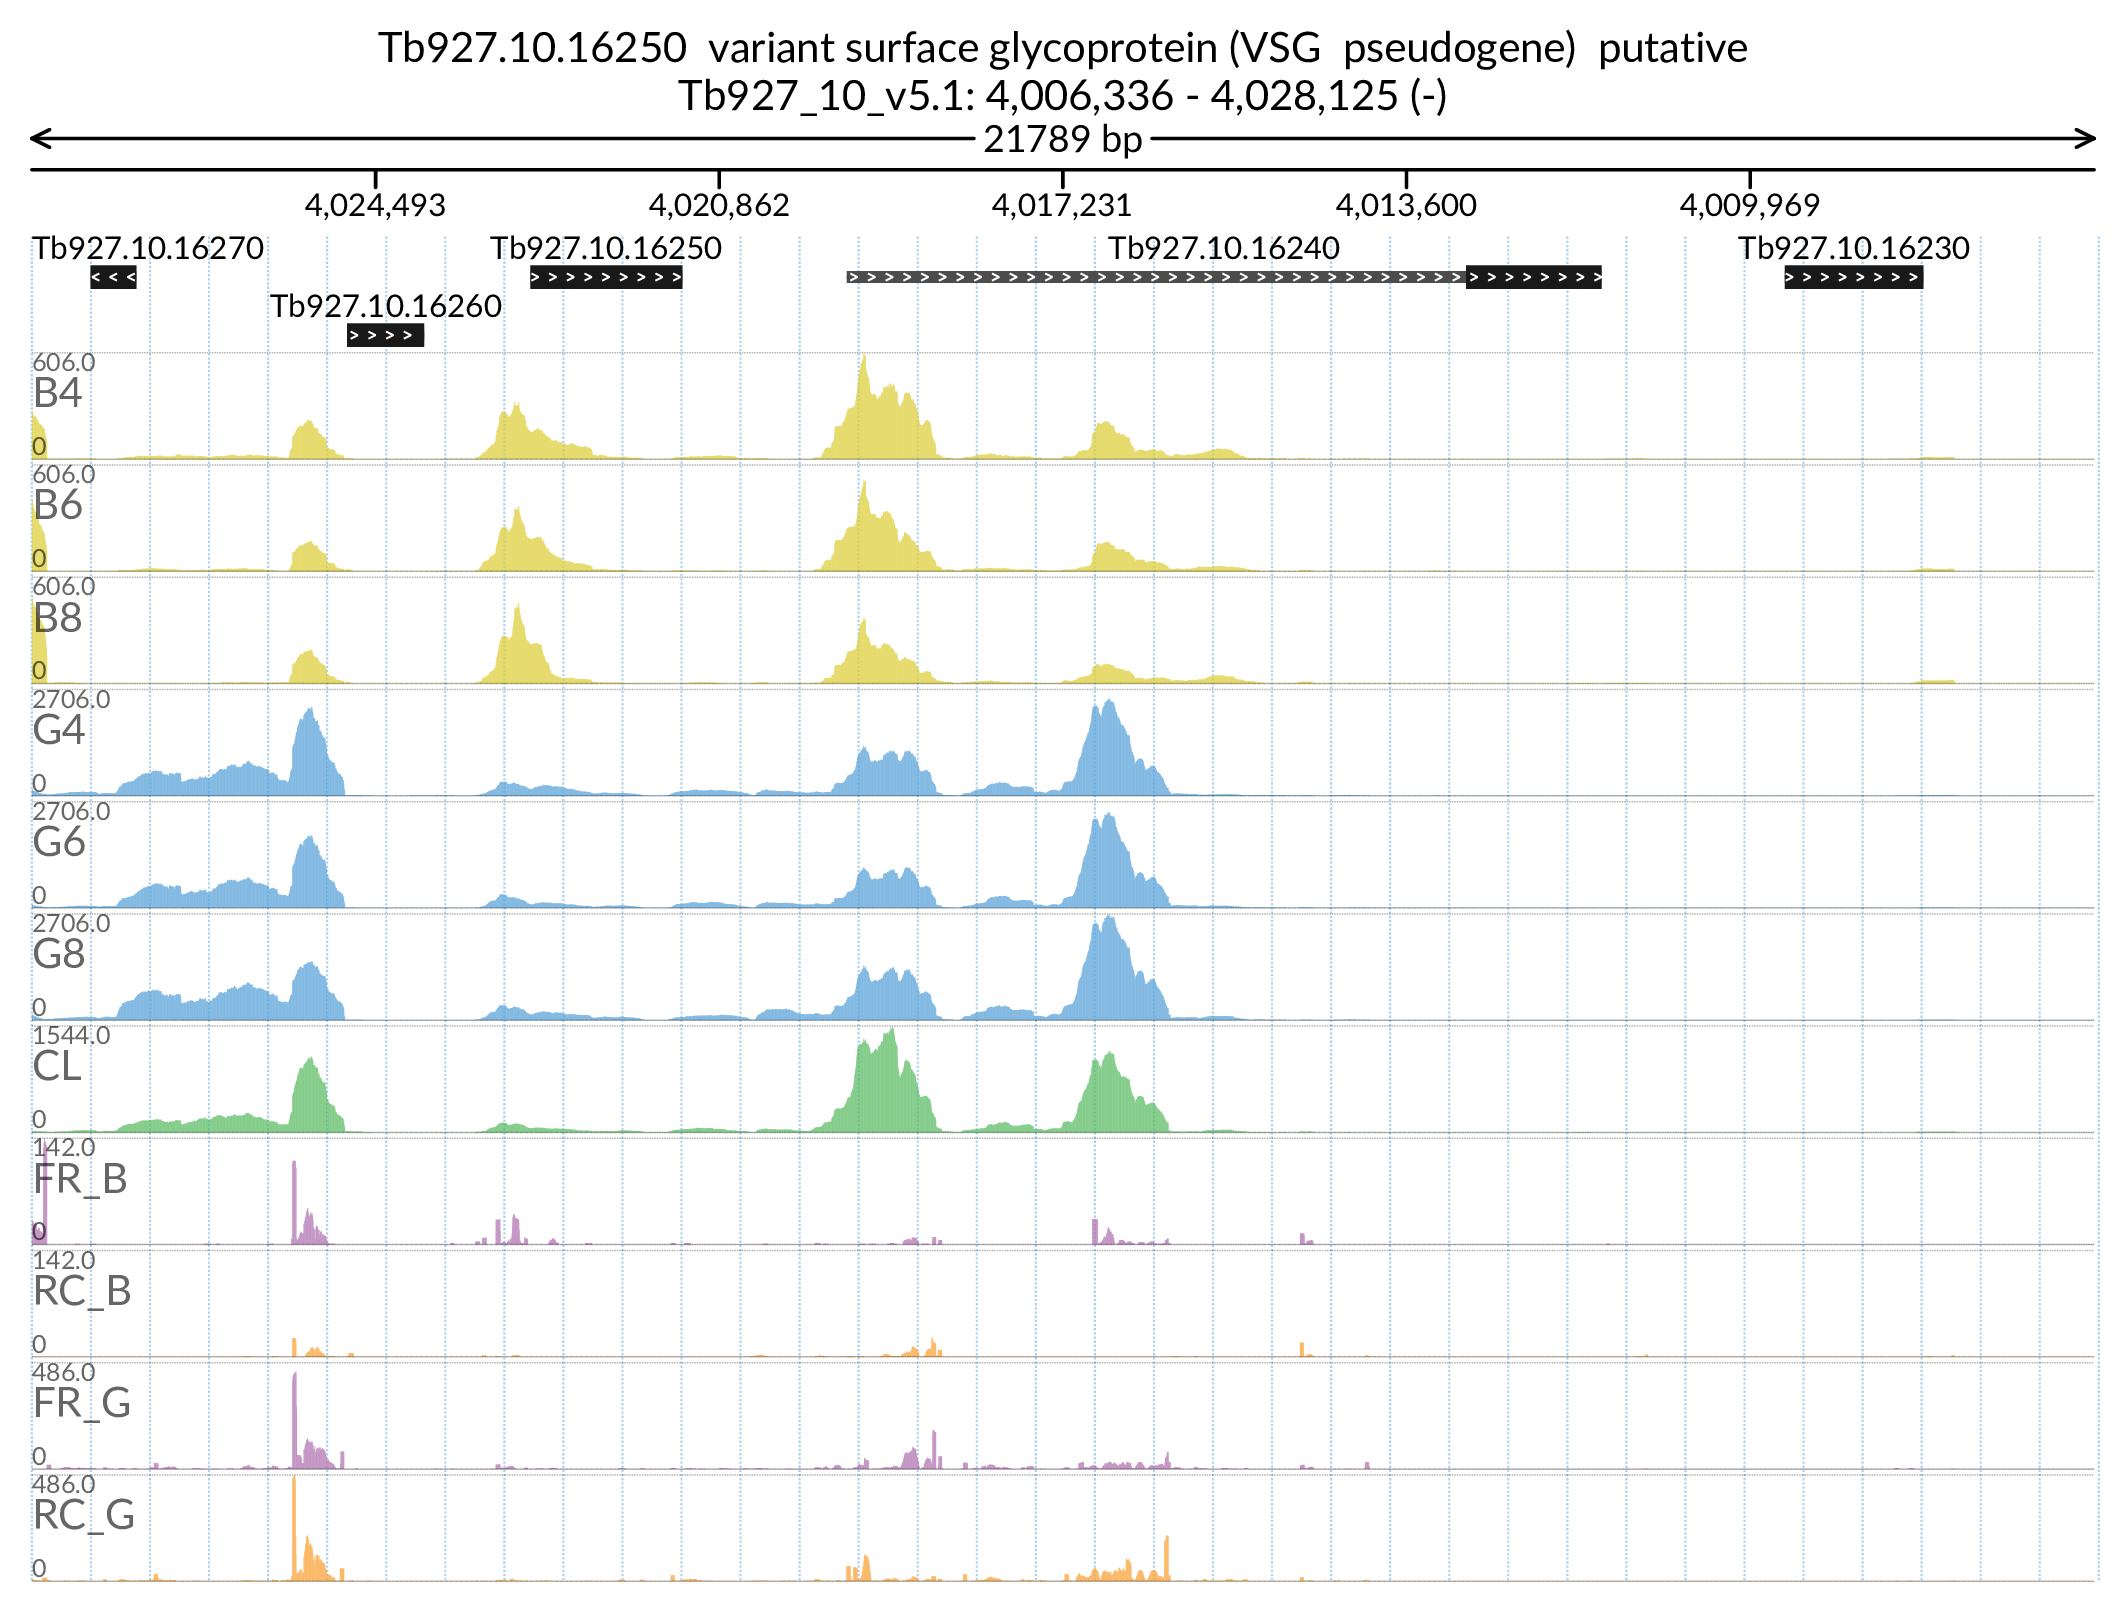 Tb927.10.16250  variant surface glycoprotein (VSG  pseudogene)  putative
Tb927_10_v5.1: 4,006,336 - 4,028,125 (-)
21789 bp
4,024,493 4,020,862 4,017,231 4,013,600 4,009,969
Tb927.10.16270 Tb927.10.16250 Tb927.10.16240 Tb927.10.16230
Tb927.10.16260
606.0
B4
0
606.0
B6
0
606.0
B8
0
2706.0
G4
0
2706.0
G6
0
2706.0
G8
0
1544.0
CL
0
142.0
FR_B
0
142.0
RC_B
0
486.0
FR_G
0
486.0
RC_G
0